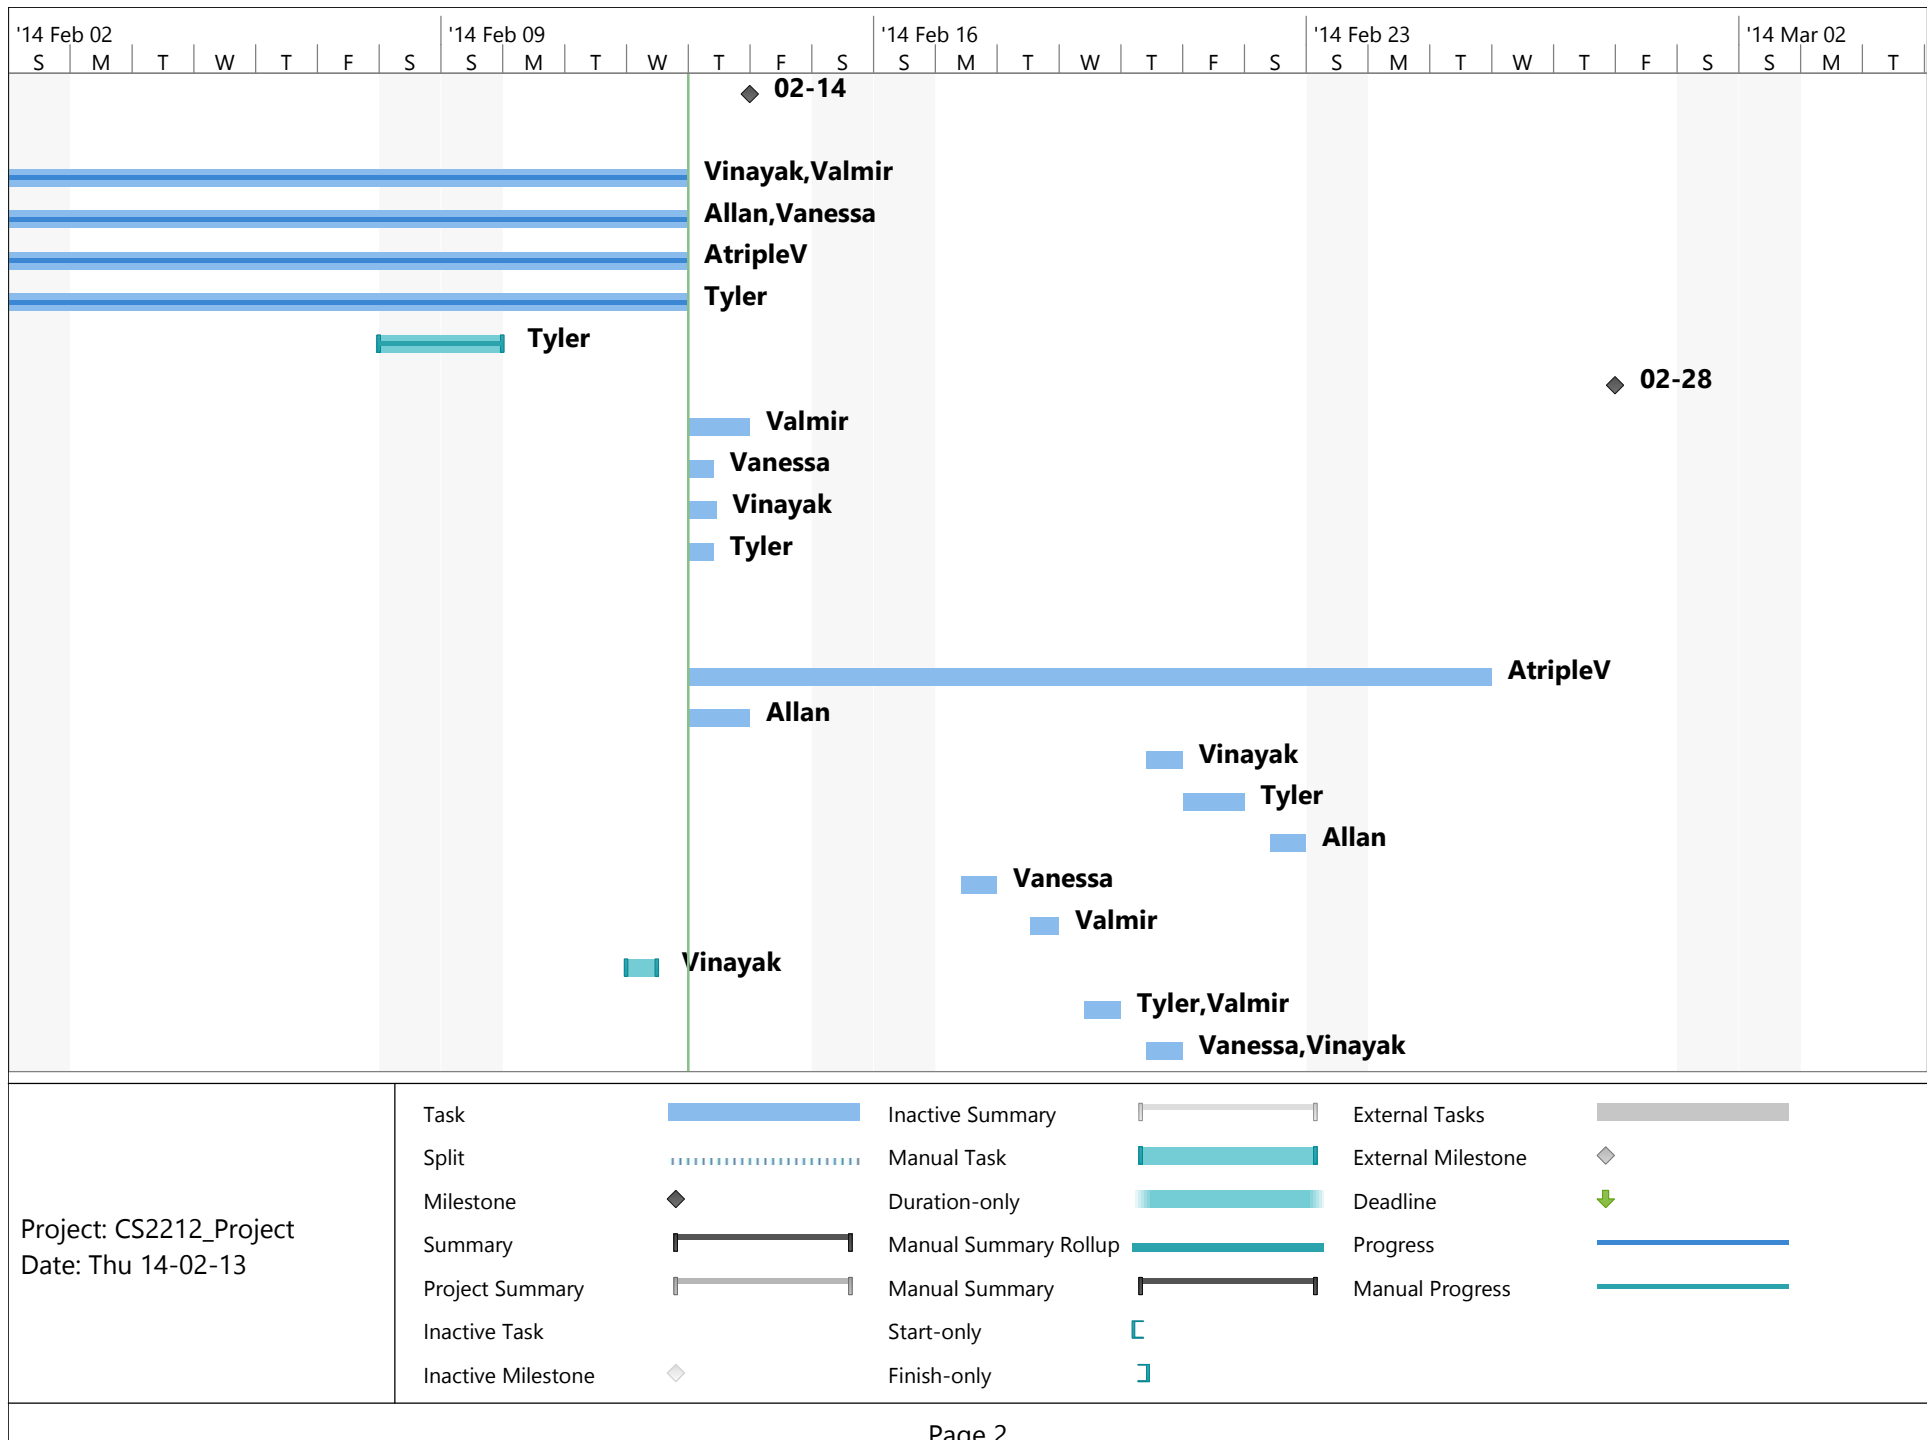 '14 Feb 02 '14 Feb 09 '14 Feb 16 '14 Feb 23 '14 Mar 02
S M T W T F S S M T W T F S S M T W T F S S M T W T F S S M T
02-14
Vinayak,Valmir
Allan,Vanessa
AtripleV
Tyler
Tyler
02-28
Valmir
Vanessa
Vinayak
Tyler
AtripleV
Allan
Vinayak
Tyler
Allan
Vanessa
Valmir
Vinayak
Tyler,Valmir
Vanessa,Vinayak
Project: CS2212_Project
Date: Thu 14-02-13
Task
Split
Milestone
Summary
Project Summary
Inactive Task
Inactive Milestone
Inactive Summary
Manual Task
Duration-only
Manual Summary Rollup
Manual Summary
Start-only
Finish-only
External Tasks
External Milestone
Deadline
Progress
Manual Progress
Page 2